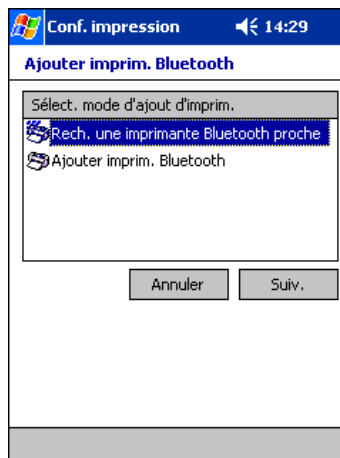 Conf. impression 14:29
Ajouter imprim. Bluetooth
Sélect. mode d'ajout d'imprim.
Rech. une imprimante Bluetooth proche
Ajouter imprim. Bluetooth
Annuler Suiv.